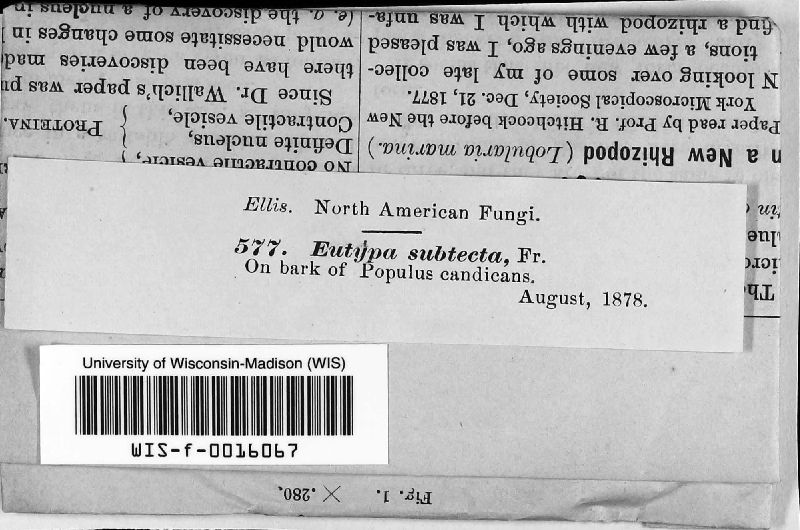 Ellis. North American Fungi.
577. Eutypa subtecta, Fr.
On bark of Populus candicans.
August, 1878.
University of Wisconsin-Madison (WIS)
WIS-f-0016067
Fig. 1. × .280.
n a New Rhizopod (Lobularia marina.)
Paper read by Prof. R. Hitchcock before the New
York Microscopical Society, Dec. 21, 1877.
N looking over some of my late collec-
tions, a few evenings ago, I was pleased
find a rhizopod with which I was unfa-
No contractile vesicle,
Definite nucleus,
Contractile vesicle, } PROTEINA.
Since Dr. Wallich's paper was pu
there have been discoveries mad
would necessitate some changes in
(e. g. the discovery of a nucleus in
Th